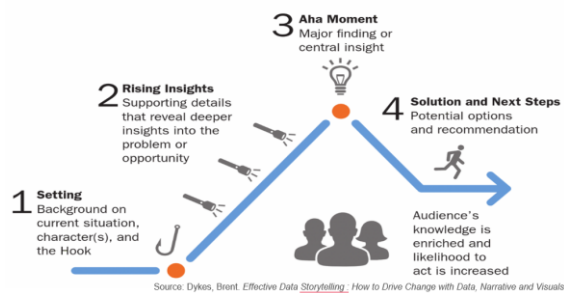 1 Setting
Background on
current situation,
character(s), and
the Hook
2 Rising Insights
Supporting details
that reveal deeper
insights into the
problem or
opportunity
3 Aha Moment
Major finding or
central insight
4 Solution and Next Steps
Potential options
and recommendation
Audience's
knowledge is
enriched and
likelihood to
act is increased
Source: Dykes, Brent. Effective Data Storytelling : How to Drive Change with Data, Narrative and Visuals